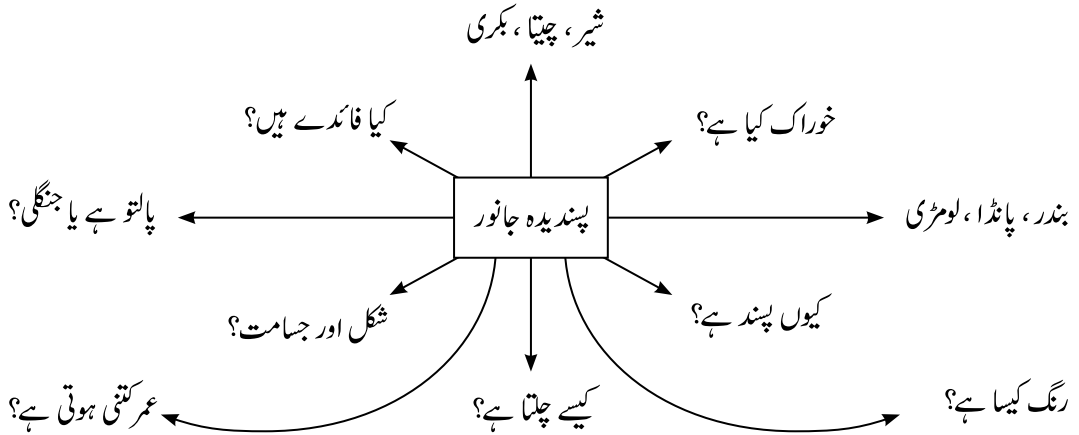 شیر ، چیتا ، بکری
خوراک کیا ہے؟
کیا فائدے ہیں؟
بندر ، پانڈا ، لومڑی
پسندیدہ جانور
پالتو ہے یا جنگلی؟
کیوں پسند ہے؟
شکل اور جسامت؟
رنگ کیسا ہے؟
کیسے چلتا ہے؟
عمر کتنی ہوتی ہے؟